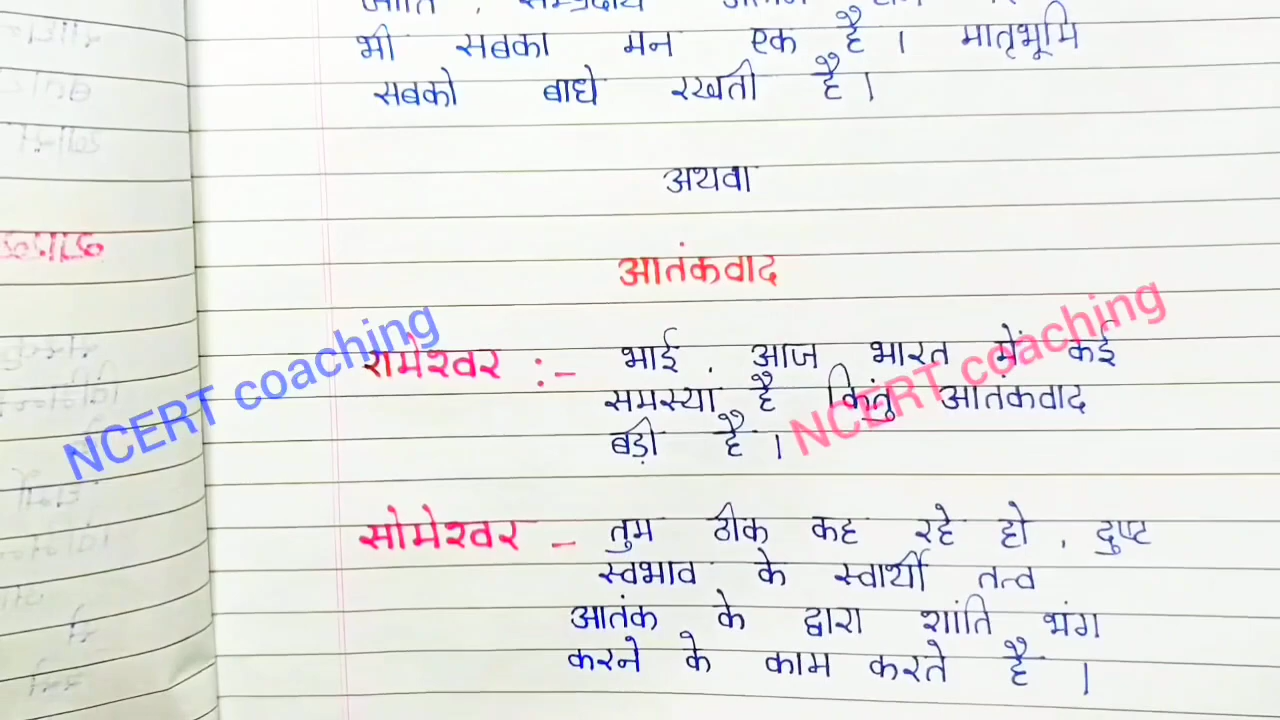 भी सबका मन एक है । मातृभूमि
सबको बाधे रखती है ।
अथवा
आतंकवाद
रामेश्वर :- भाई , आज भारत में कई
समस्या है किंतु आतंकवाद
बड़ी है ।
सोमेश्वर – तुम ठीक कह रहे हो , दुष्ट
स्वभाव के स्वार्थी तत्व
आतंक के द्वारा शांति भंग
करने के काम करते है ।
NCERT coaching
NCERT coaching